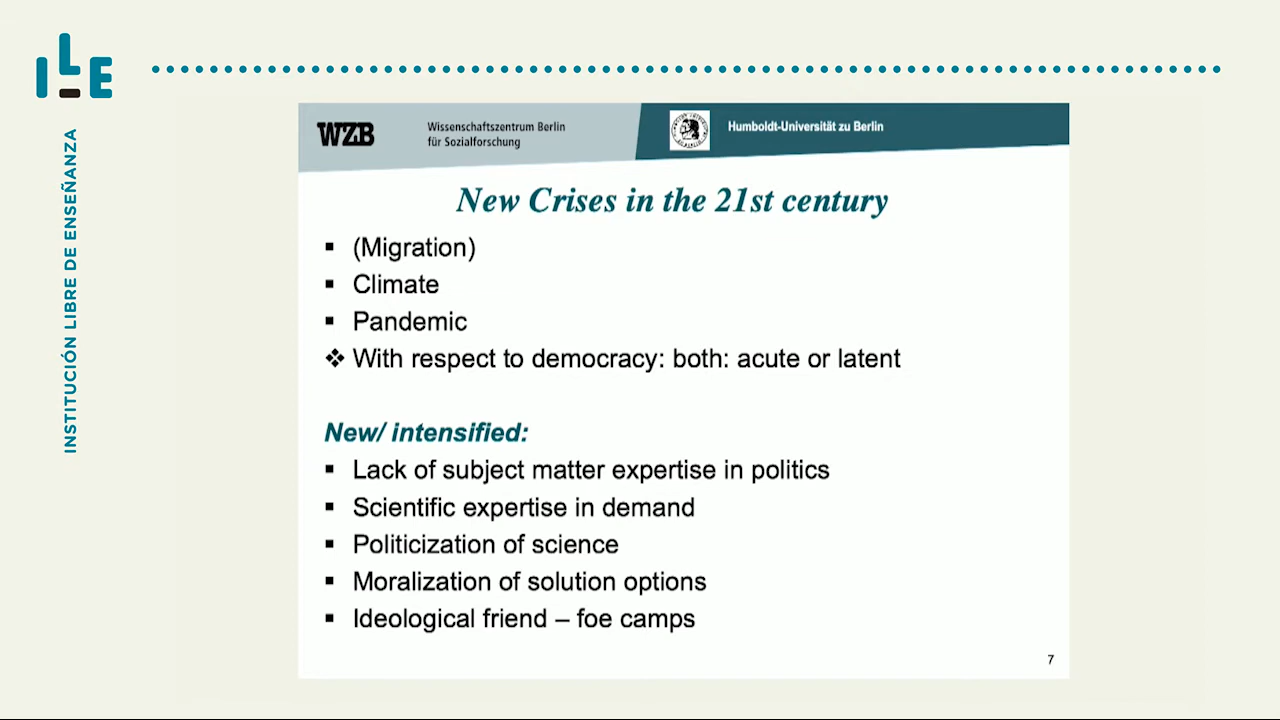 ILE
INSTITUCIÓN LIBRE DE ENSEÑANZA
WZB
Wissenschaftszentrum Berlin
für Sozialforschung
Humboldt-Universität zu Berlin
New Crises in the 21st century
▪ (Migration)
▪ Climate
▪ Pandemic
❖ With respect to democracy: both: acute or latent
New/ intensified:
▪ Lack of subject matter expertise in politics
▪ Scientific expertise in demand
▪ Politicization of science
▪ Moralization of solution options
▪ Ideological friend – foe camps
7